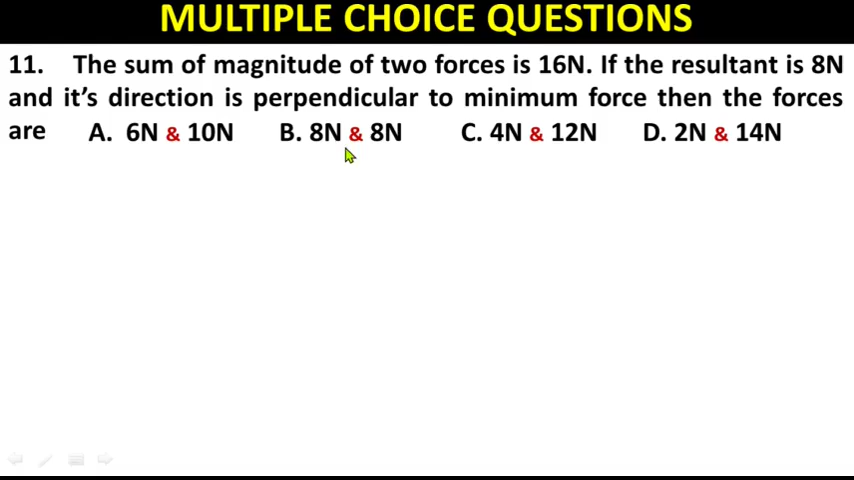 MULTIPLE CHOICE QUESTIONS
11. The sum of magnitude of two forces is 16N. If the resultant is 8N
and it’s direction is perpendicular to minimum force then the forces
are A. 6N & 10N B. 8N & 8N C. 4N & 12N D. 2N & 14N